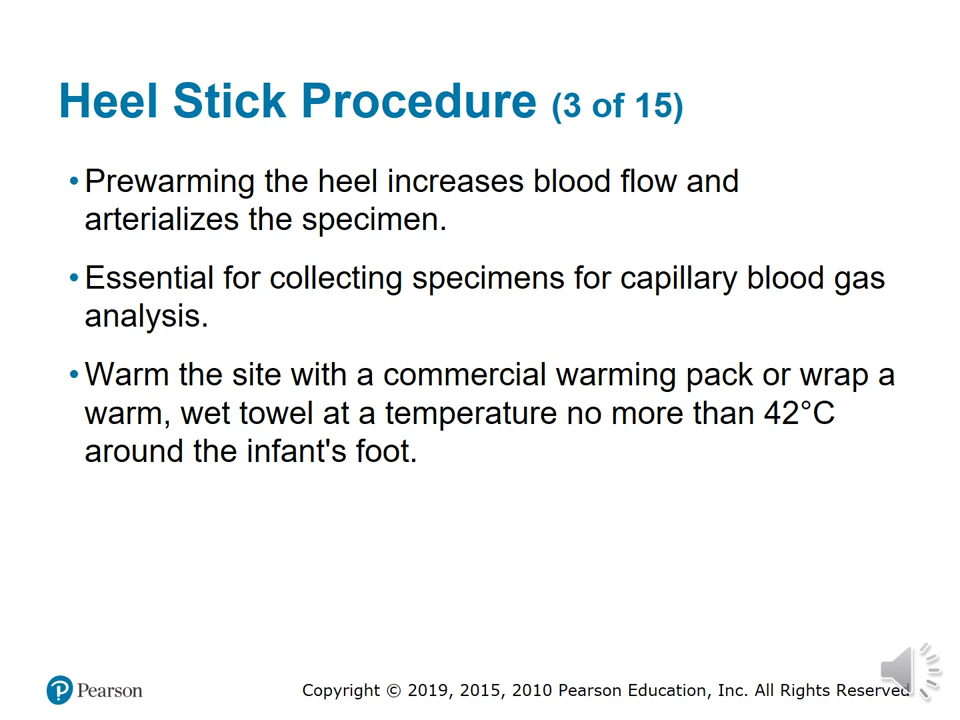 Heel Stick Procedure (3 of 15)
•Prewarming the heel increases blood flow and
arterializes the specimen.
•Essential for collecting specimens for capillary blood gas
analysis.
•Warm the site with a commercial warming pack or wrap a
warm, wet towel at a temperature no more than 42°C
around the infant's foot.
Pearson
Copyright © 2019, 2015, 2010 Pearson Education, Inc. All Rights Reserved